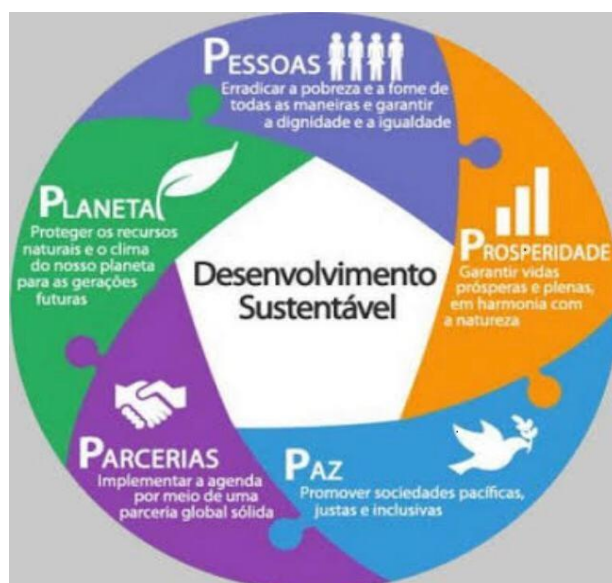 PESSOAS
Erradicar a pobreza e a fome de
todas as maneiras e garantir
a dignidade e a igualdade
PLANETA
Proteger os recursos
naturais e o clima
do nosso planeta
para as gerações
futuras
PROSPERIDADE
Garantir vidas
prósperas e plenas,
em harmonia com
a natureza
Desenvolvimento
Sustentável
PARCERIAS
Implementar a agenda
por meio de uma
parceria global sólida
PAZ
Promover sociedades pacíficas,
justas e inclusivas